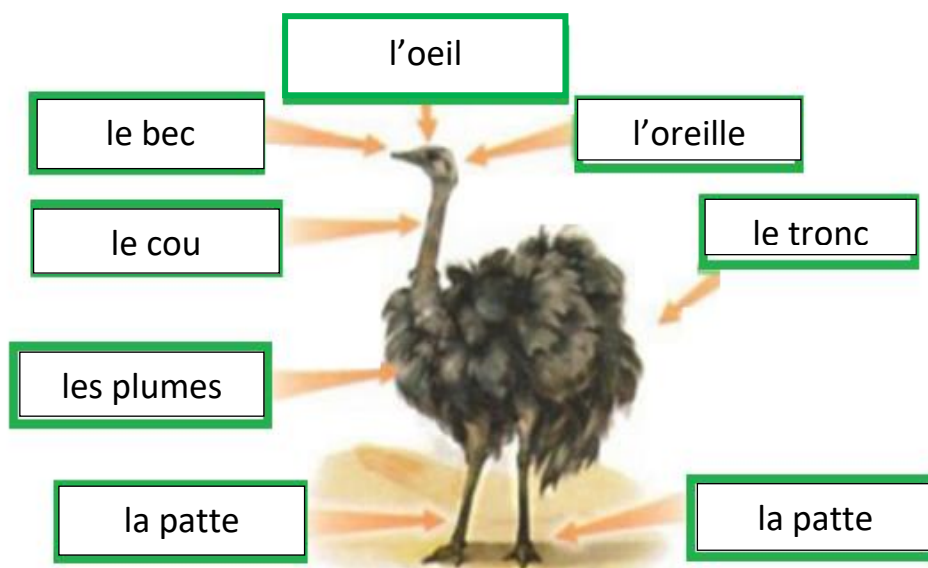 l’oeil
le bec
l’oreille
le cou
le tronc
les plumes
la patte
la patte